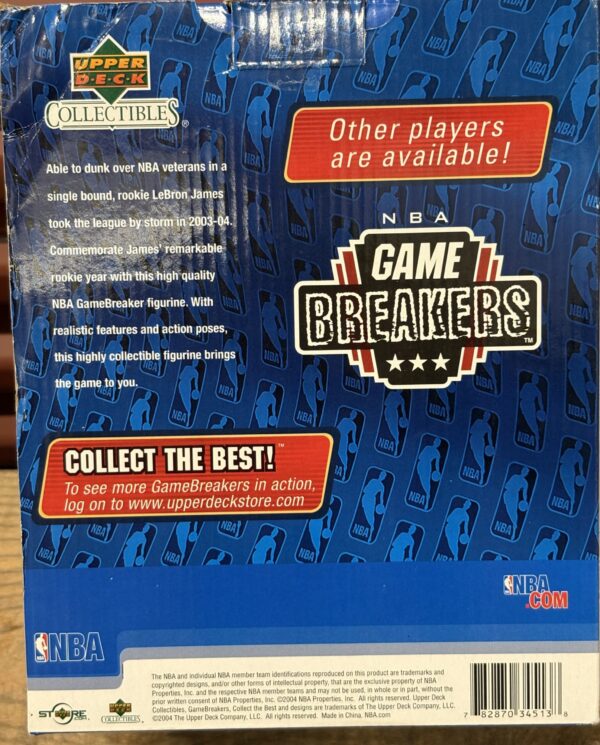 UPPER
D·E·C·K
COLLECTIBLES®
Other players
are available!
Able to dunk over NBA veterans in a
single bound, rookie LeBron James
took the league by storm in 2003-04.
Commemorate James' remarkable
rookie year with this high quality
NBA GameBreaker figurine. With
realistic features and action poses,
this highly collectible figurine brings
the game to you.
NBA
GAME
BREAKERS™
COLLECT THE BEST!™
To see more GameBreakers in action,
log on to www.upperdeckstore.com
NBA
.COM
NBA
The NBA and individual NBA member team identifications reproduced on this product are trademarks and
copyrighted designs, and/or other forms of intellectual property, that are the exclusive property of NBA
Properties, Inc. and the respective NBA member teams and may not be used, in whole or in part, without the
prior written consent of NBA Properties, Inc. ©2004 NBA Properties, Inc. All rights reserved. Upper Deck
Collectibles, GameBreakers, Collect the Best and designs are trademarks of The Upper Deck Company, LLC.
©2004 The Upper Deck Company, LLC. All rights reserved. Made in China. NBA.com
COLLECTIBLES
7 82870 34513 8